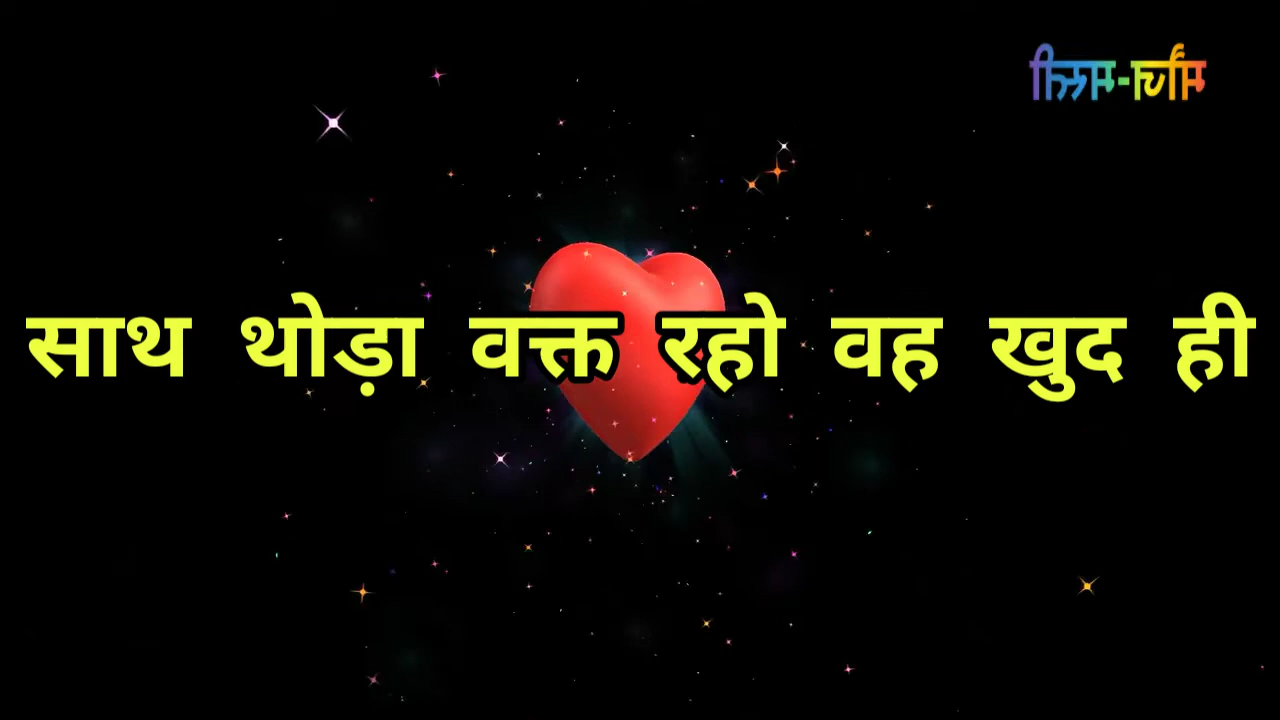 साथ थोड़ा वक्त रहो वह खुद ही